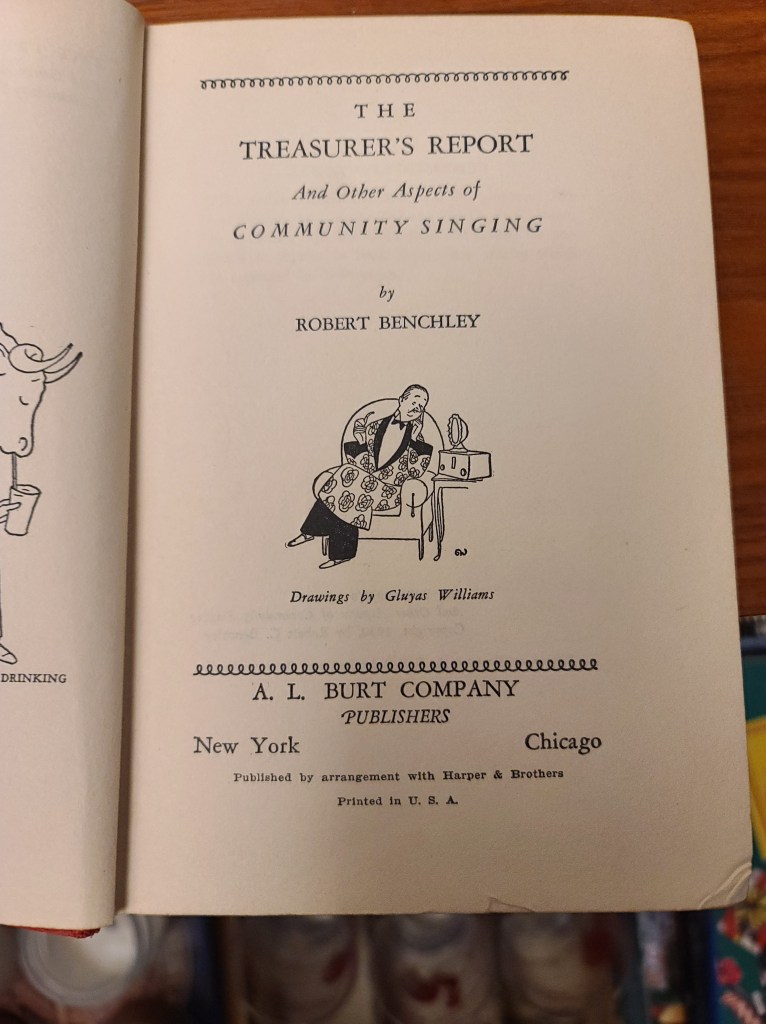 DRINKING
THE
TREASURER'S REPORT
And Other Aspects of
COMMUNITY SINGING
by
ROBERT BENCHLEY
GW
Drawings by Gluyas Williams
A. L. BURT COMPANY
PUBLISHERS
New York Chicago
Published by arrangement with Harper & Brothers
Printed in U. S. A.